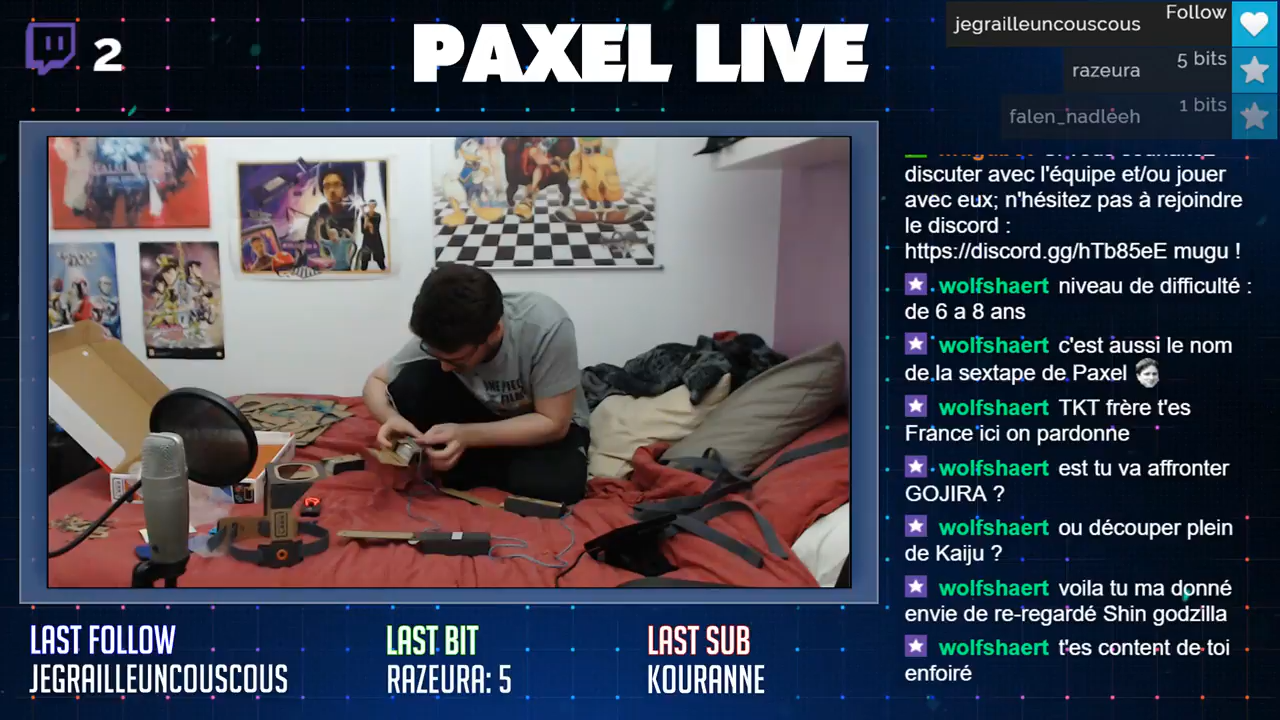 2
PAXEL LIVE
jegrailleuncouscous Follow
razeura 5 bits
falen_nadleeh 1 bits
discuter avec l'équipe et/ou jouer
avec eux; n'hésitez pas à rejoindre
le discord :
https://discord.gg/hTb85eE mugu !
wolfshaert niveau de difficulté :
de 6 a 8 ans
wolfshaert c'est aussi le nom
de la sextape de Paxel
wolfshaert TKT frère t'es
France ici on pardonne
wolfshaert est tu va affronter
GOJIRA ?
wolfshaert ou découper plein
de Kaiju ?
wolfshaert voila tu ma donné
envie de re-regardé Shin godzilla
wolfshaert t'es content de toi
enfoiré
ONE PIECE
LAST FOLLOW
JEGRAILLEUNCOUSCOUS
LAST BIT
RAZEURA: 5
LAST SUB
KOURANNE